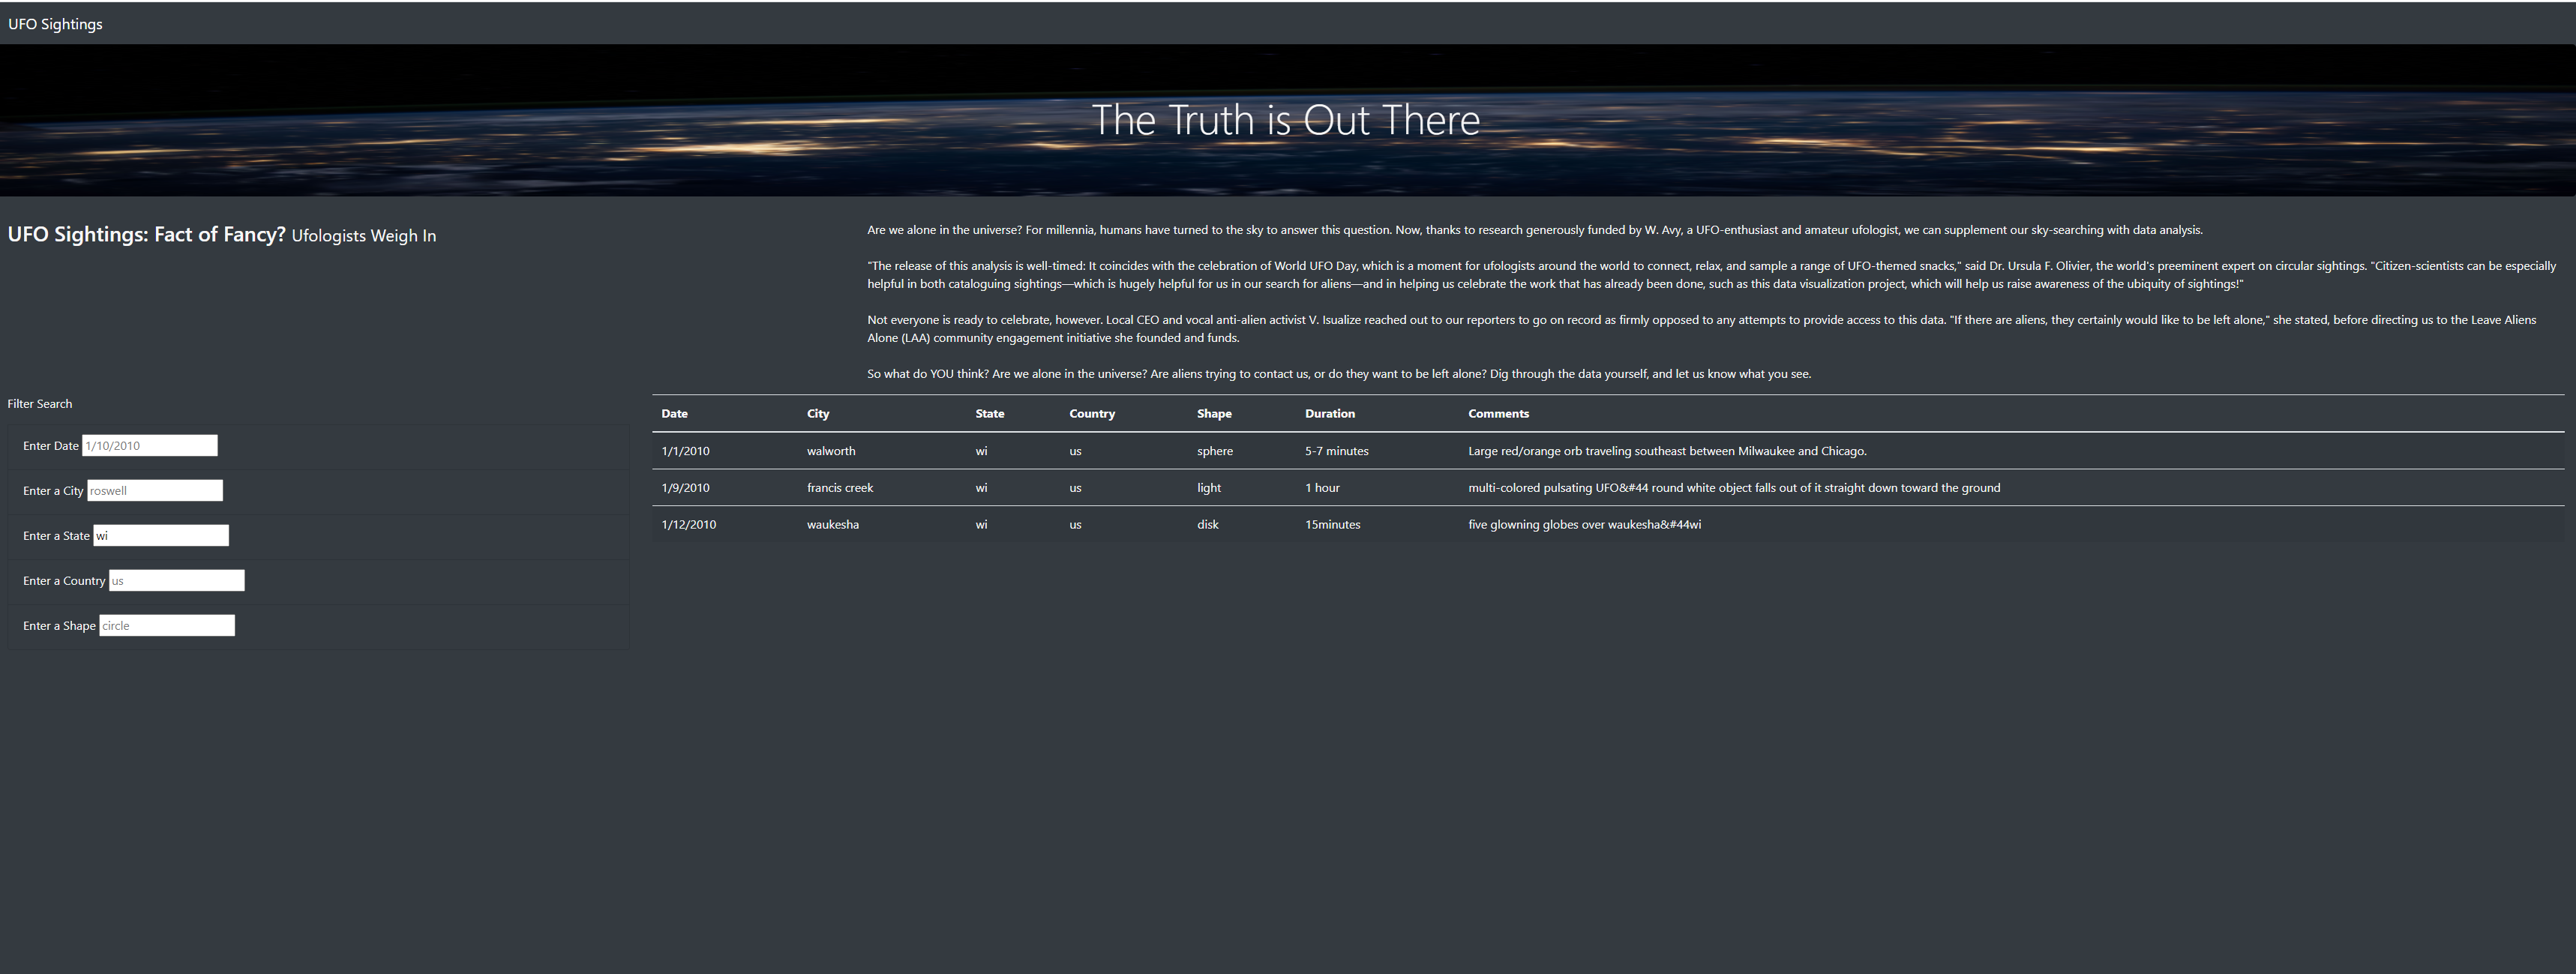 UFO Sightings
The Truth is Out There
UFO Sightings: Fact of Fancy? Ufologists Weigh In
Are we alone in the universe? For millennia, humans have turned to the sky to answer this question. Now, thanks to research generously funded by W. Avy, a UFO-enthusiast and amateur ufologist, we can supplement our sky-searching with data analysis.
"The release of this analysis is well-timed: It coincides with the celebration of World UFO Day, which is a moment for ufologists around the world to connect, relax, and sample a range of UFO-themed snacks," said Dr. Ursula F. Olivier, the world's preeminent expert on circular sightings. "Citizen-scientists can be especially
helpful in both cataloguing sightings—which is hugely helpful for us in our search for aliens—and in helping us celebrate the work that has already been done, such as this data visualization project, which will help us raise awareness of the ubiquity of sightings!"
Not everyone is ready to celebrate, however. Local CEO and vocal anti-alien activist V. Isualize reached out to our reporters to go on record as firmly opposed to any attempts to provide access to this data. "If there are aliens, they certainly would like to be left alone," she stated, before directing us to the Leave Aliens
Alone (LAA) community engagement initiative she founded and funds.
So what do YOU think? Are we alone in the universe? Are aliens trying to contact us, or do they want to be left alone? Dig through the data yourself, and let us know what you see.
Filter Search
Enter Date 1/10/2010
Enter a City roswell
Enter a State wi
Enter a Country us
Enter a Shape circle
Date City State Country Shape Duration Comments
1/1/2010 walworth wi us sphere 5-7 minutes Large red/orange orb traveling southeast between Milwaukee and Chicago.
1/9/2010 francis creek wi us light 1 hour multi-colored pulsating UFO&#44 round white object falls out of it straight down toward the ground
1/12/2010 waukesha wi us disk 15minutes five glowning globes over waukesha&#44wi